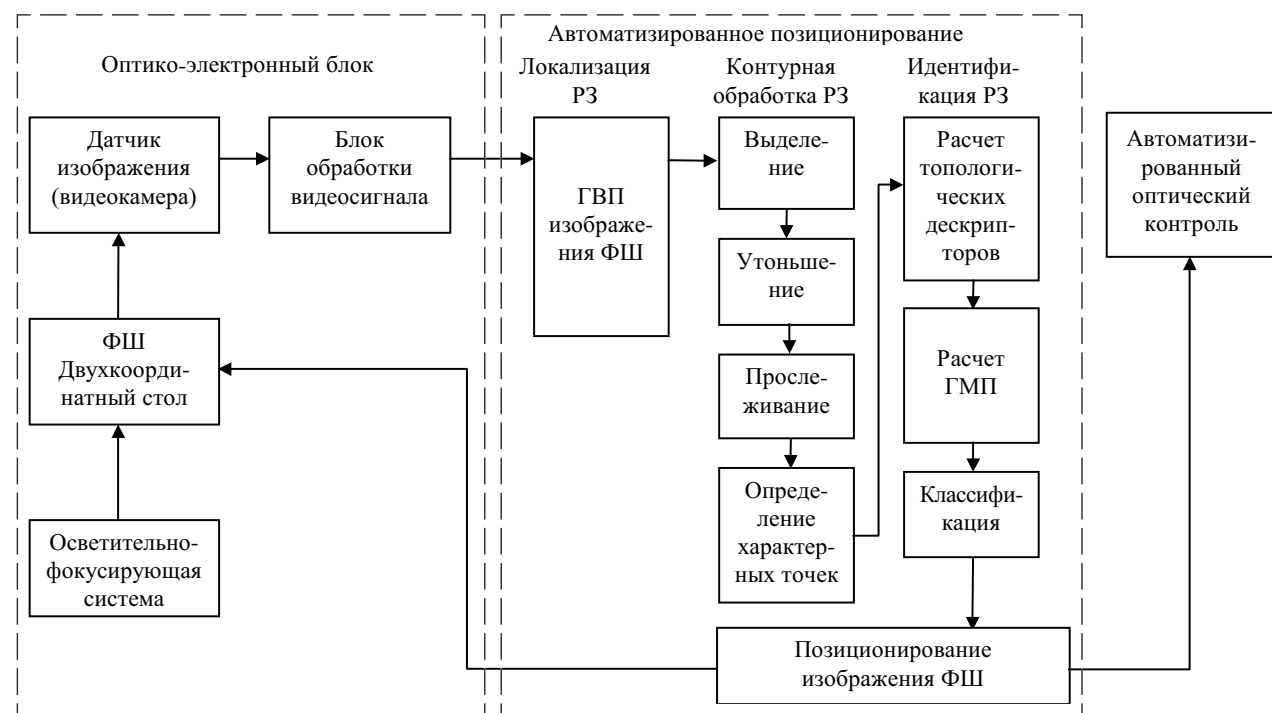 Оптико-электронный блок
Датчик
изображения
(видеокамера)
Блок
обработки
видеосигнала
ФШ
Двухкоорди-
натный стол
Осветительно-
фокусирующая
система
Автоматизированное позиционирование
Локализация
РЗ
ГВП
изображе-
ния ФШ
Контурная
обработка РЗ
Выделе-
ние
Утоньше-
ние
Просле-
живание
Опреде-
ление
характер-
ных точек
Идентифи-
кация РЗ
Расчет
топологи-
ческих
дескрип-
торов
Расчет
ГМП
Классифи-
кация
Позиционирование
изображения ФШ
Автоматизи-
рованный
оптический
контроль